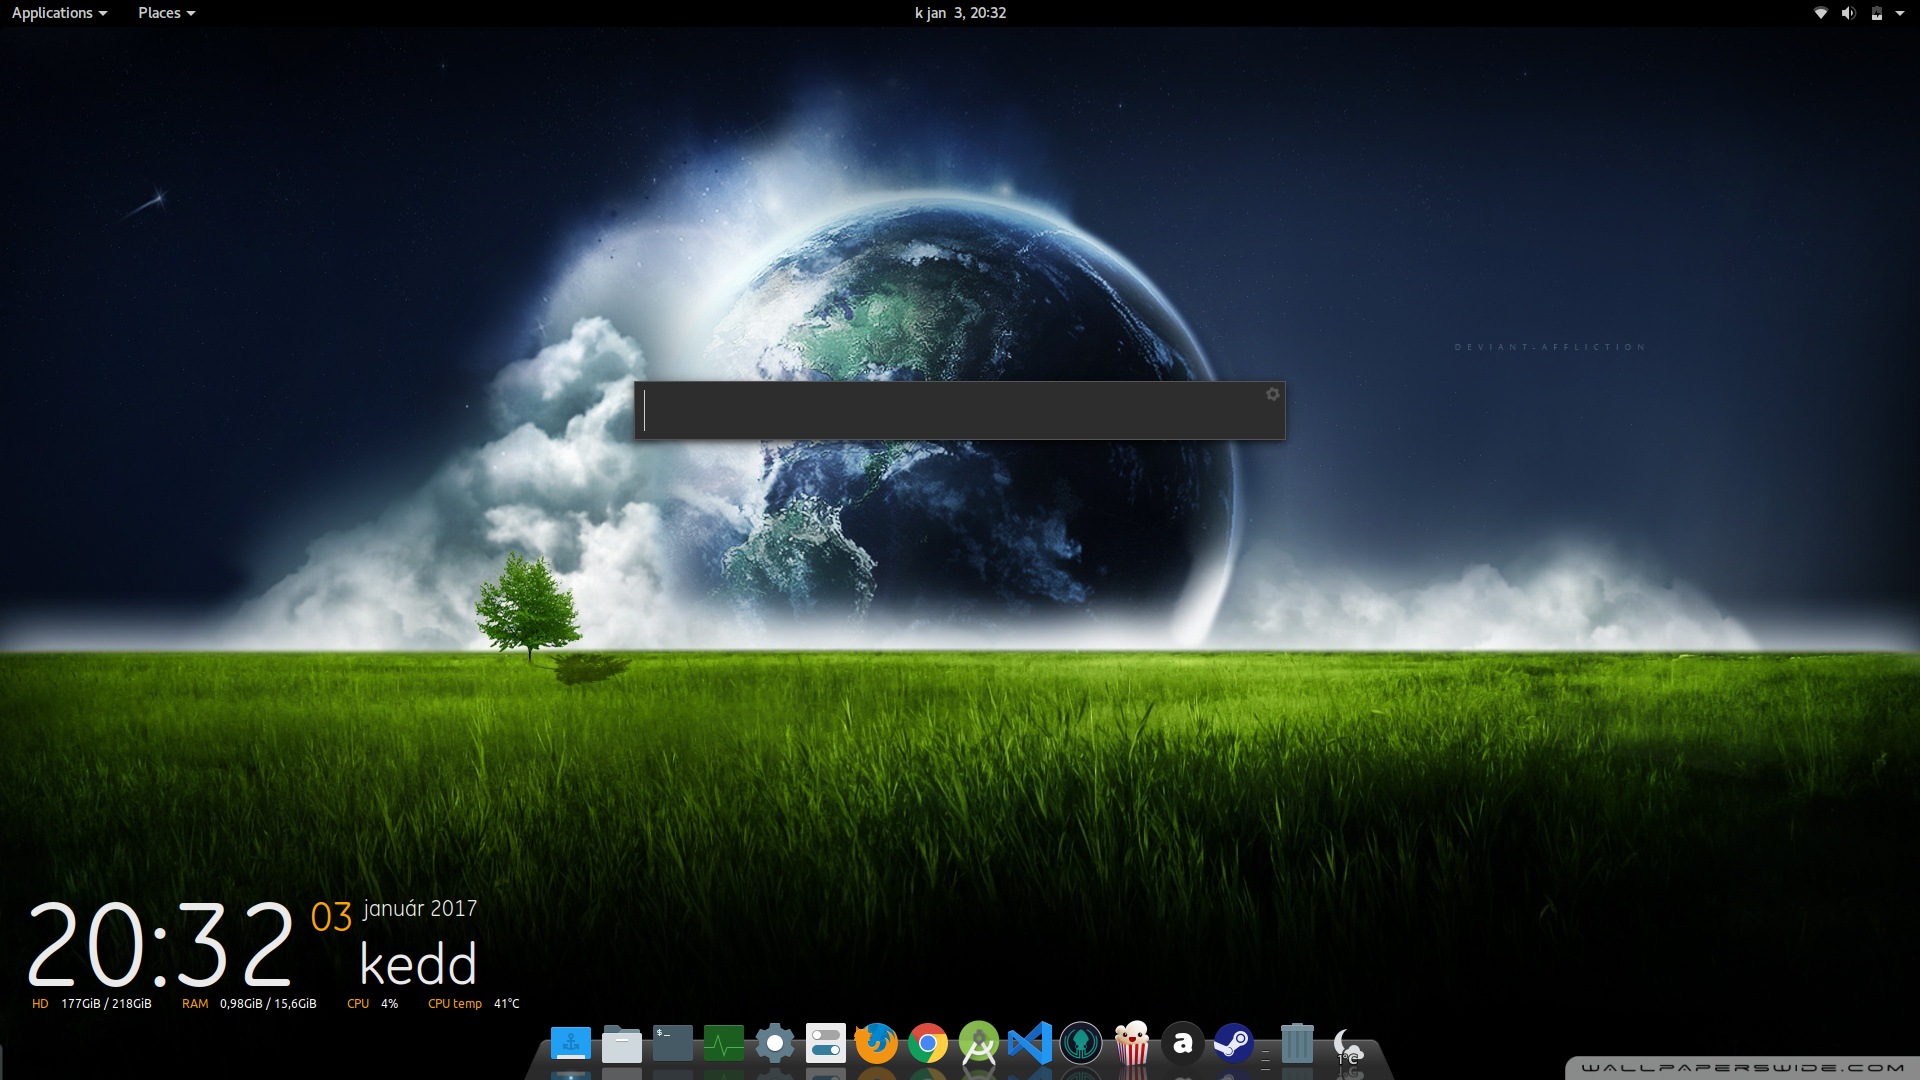 Applications Places k jan 3, 20:32
DEVIANT-AFFLICTION
20:32 03 január 2017
kedd
HD 177GiB / 218GiB RAM 0,98GiB / 15,6GiB CPU 4% CPU temp 41°C
$_
a
1°C
WALLPAPERSWIDE.COM